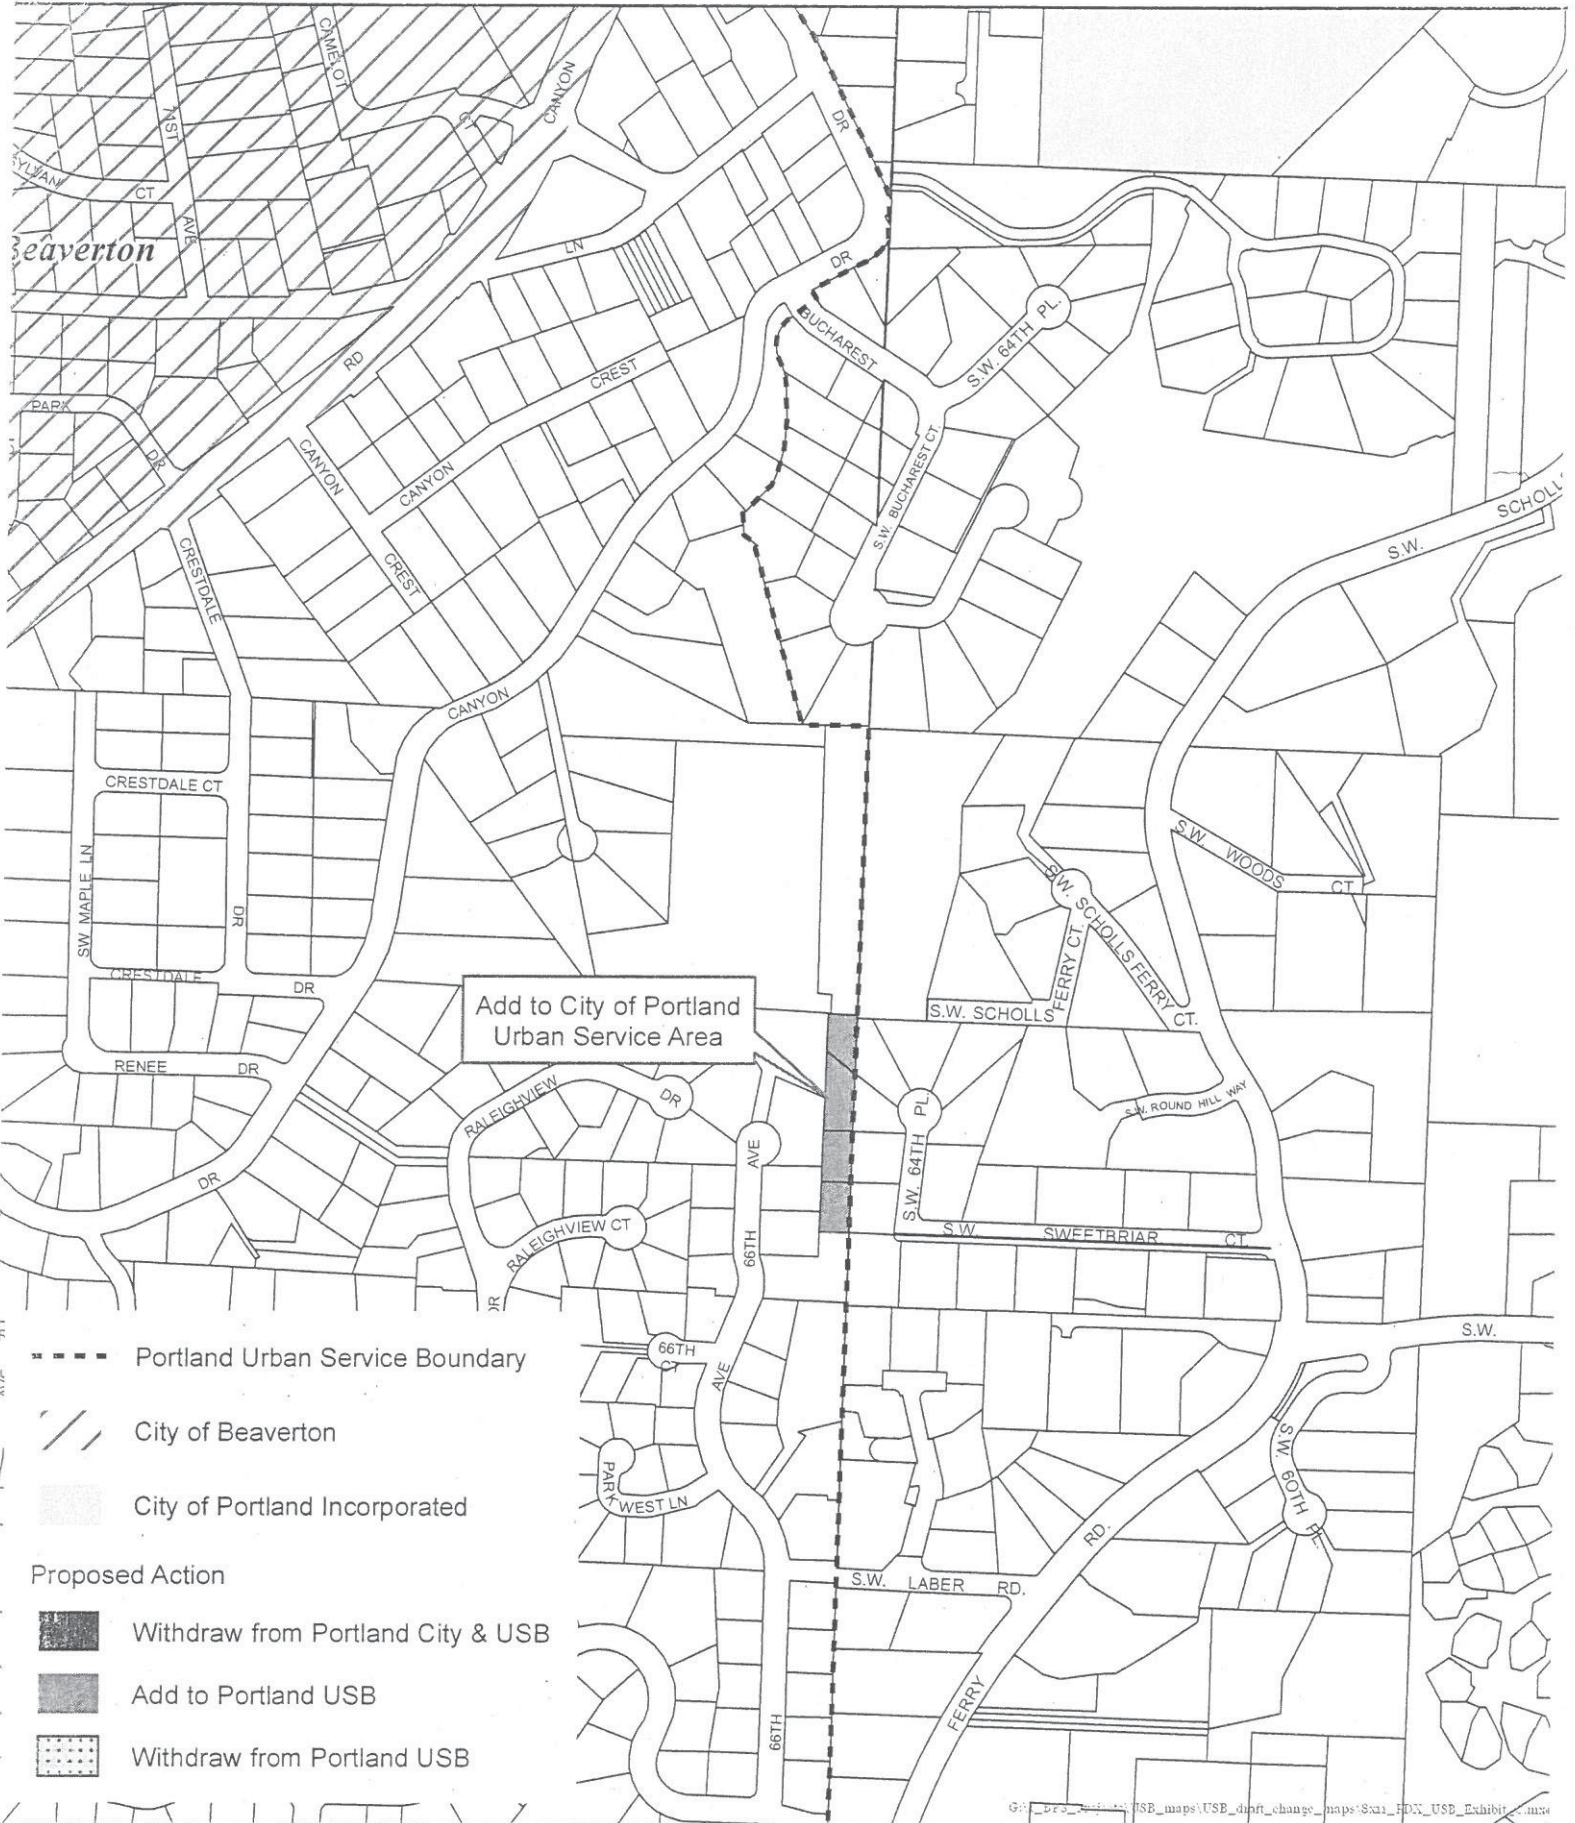 CAMELOT
CT
CANYON
71ST
SYLVAN
CT
AVE
Beaverton
DR
LN
DR
RD
PARK
DR
BUCHAREST
S.W. 64TH PL.
CREST
CANYON
CANYON
CREST
S.W. BUCHAREST CT.
S.W. SCHOLLS
CRESTDALE
CANYON
CRESTDALE CT
SW MAPLE LN
DR
CRESTDALE
DR
S.W. WOODS CT.
S.W. SCHOLLS FERRY CT.
S.W. SCHOLLS
FERRY CT.
Add to City of Portland
Urban Service Area
RENEE DR
RALEIGHVIEW
DR
S.W. ROUND HILL WAY
S.W. 64TH PL.
AVE
66TH
DR
RALEIGHVIEW CT
DR
S.W. SWEETBRIAR CT.
S.W.
66TH
CT
AVE
S.W. 60TH PL.
PARK
WEST LN
S.W. LABER RD.
RD.
FERRY
66TH
Portland Urban Service Boundary
City of Beaverton
City of Portland Incorporated
Proposed Action
Withdraw from Portland City & USB
Add to Portland USB
Withdraw from Portland USB
USB_maps\USB_draft_change_maps\8x11_PDX_USB_Exhibit